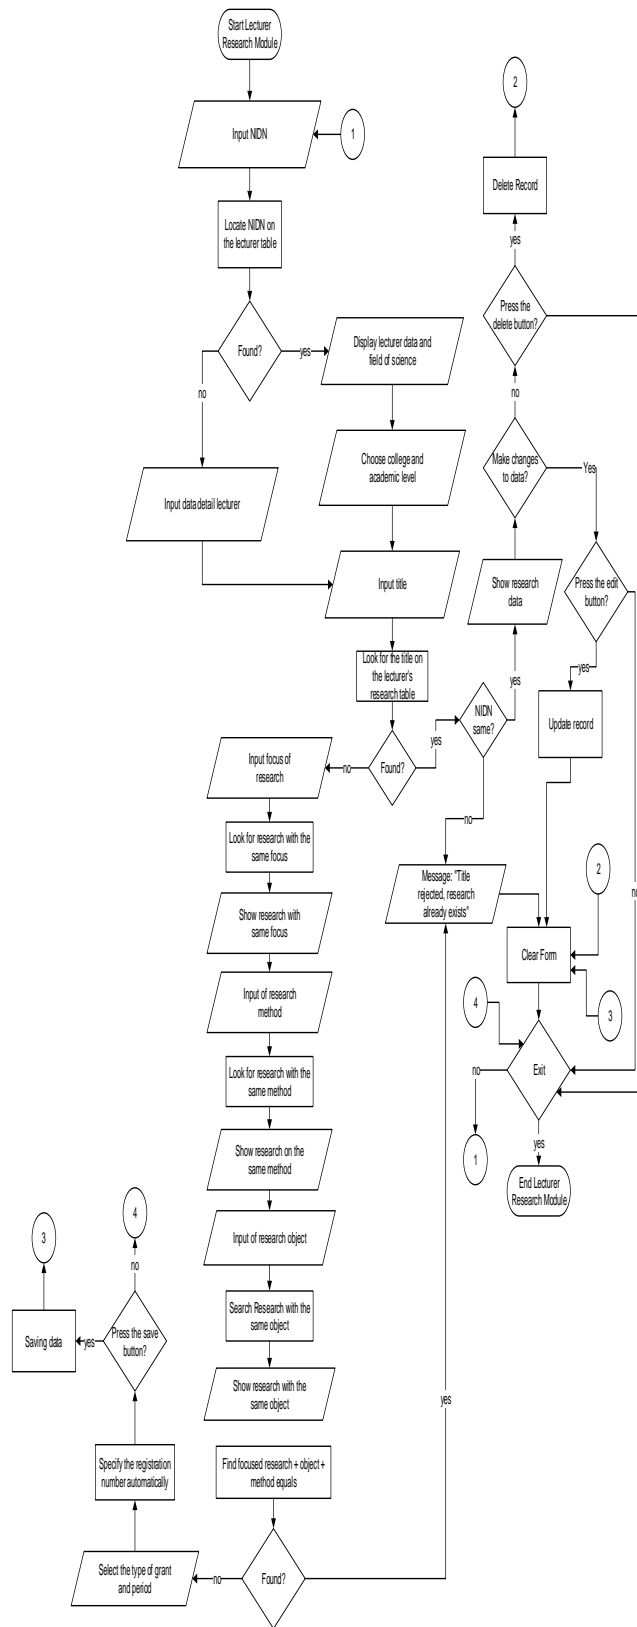 Start Lecturer
Research Module
Input NIDN
1
Locate NIDN on
the lecturer table
Found?
yes
no
Display lecturer data and
field of science
Choose college and
academic level
Input data detail lecturer
Input title
Look for the title on
the lecturer's
research table
Found?
yes
no
NIDN
same?
yes
no
Show research
data
Make changes
to data?
Yes
no
Press the
delete button?
yes
Delete Record
2
Press the edit
button?
yes
no
Update record
Message: "Title
rejected, research
already exists"
2
Clear Form
3
4
Exit
no
1
yes
End Lecturer
Research Module
Input focus of
research
Look for research with the
same focus
Show research with
same focus
Input of research
method
Look for research with the
same method
Show research on the
same method
Input of research object
Search Research with the
same object
Show research with the
same object
Find focused research + object +
method equals
Found?
yes
no
Select the type of grant
and period
Specify the registration
number automatically
Press the save
button?
no
4
yes
Saving data
3